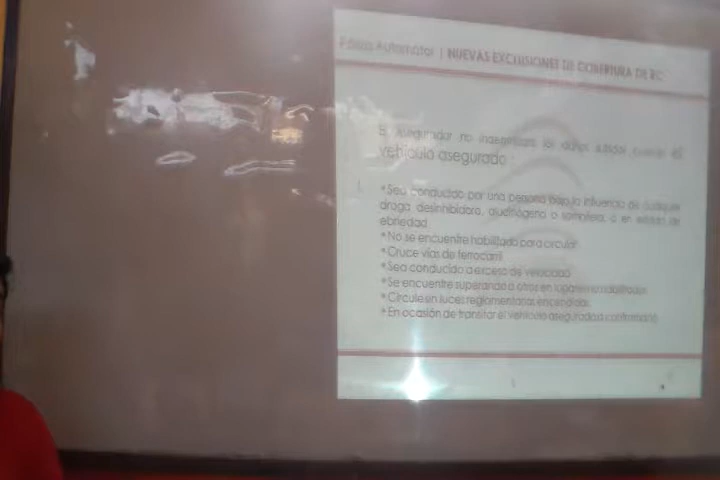 Pólizas Automotor | NUEVAS EXCLUSIONES DE COBERTURA DE RC
El Asegurador no indemnizará los daños sufridos cuando el
vehículo asegurado :
*Sea conducido por una persona bajo la influencia de cualquier
droga desinhibidora, alucinógena o somnífera, o en estado de
ebriedad
*No se encuentre habilitado para circular
*Cruce vías de ferrocarril
*Sea conducido a exceso de velocidad
*Se encuentre superando a otros en lugares no habilitados
*Circule sin luces reglamentarias encendidas
*En ocasión de transitar el vehículo asegurado a contramano